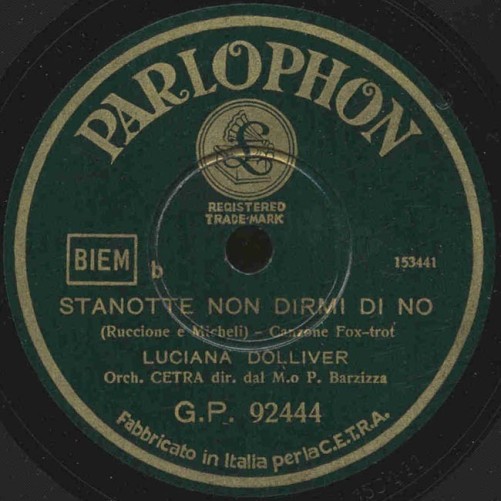 PARLOPHON
£
REGISTERED
TRADE-MARK
BIEM
b
153441
STANOTTE NON DIRMI DI NO
(Ruccione e Micheli) - Canzone Fox-trot
LUCIANA DOLLIVER
Orch. CETRA dir. dal M.o P. Barzizza
G.P. 92444
Fabbricato in Italia per la C.E.T.R.A.